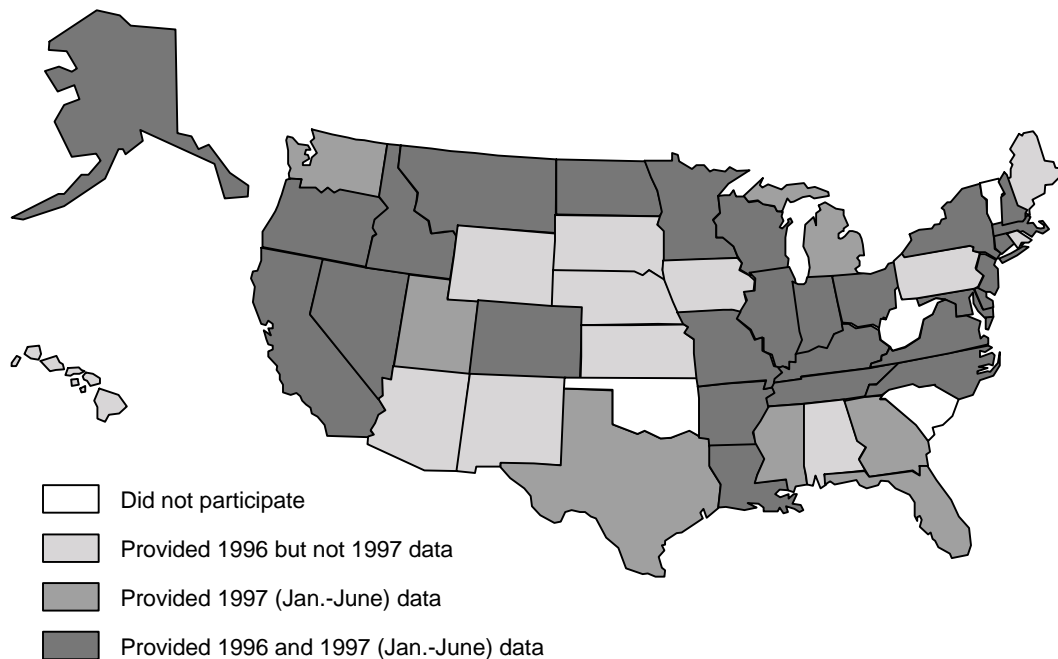 Did not participate
Provided 1996 but not 1997 data
Provided 1997 (Jan.-June) data
Provided 1996 and 1997 (Jan.-June) data